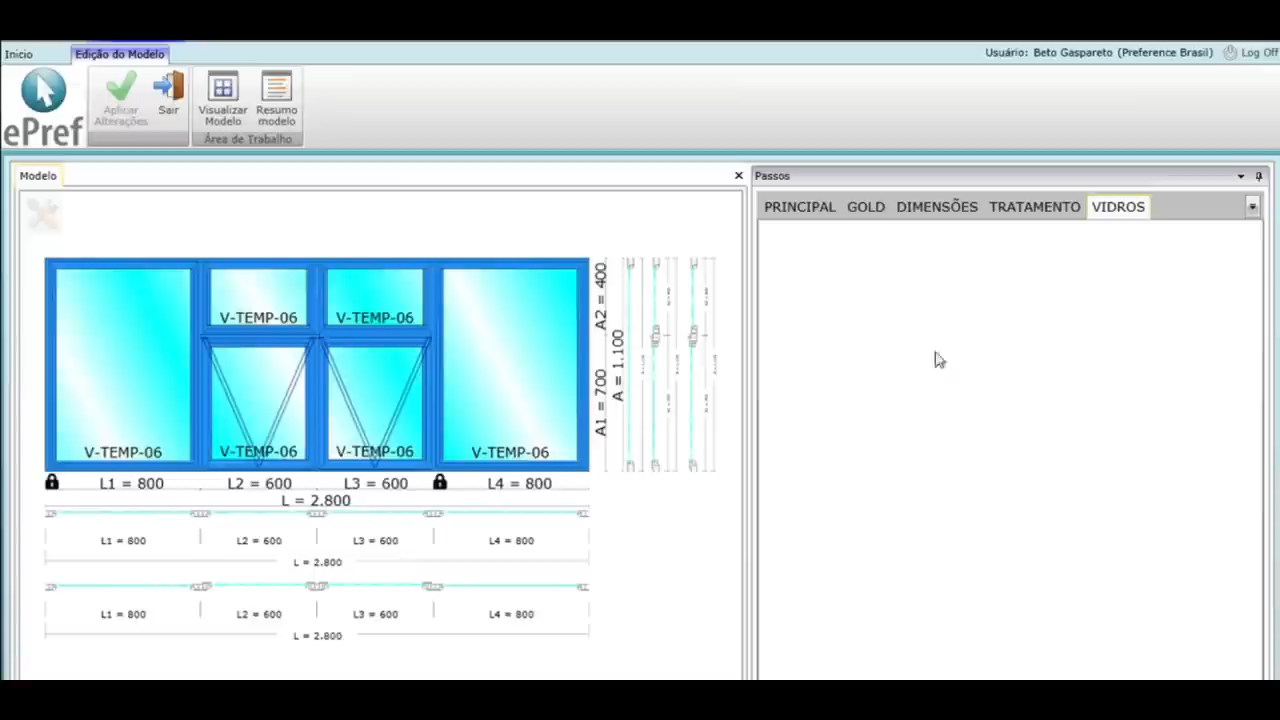 Inicio
Edição do Modelo
Usuário: Beto Gaspareto (Preference Brasil)
Log Off
ePref
Aplicar
Alterações
Sair
Visualizar
Modelo
Resumo
modelo
Área de Trabalho
Modelo
Passos
PRINCIPAL GOLD DIMENSÕES TRATAMENTO VIDROS
V-TEMP-06 V-TEMP-06
V-TEMP-06 V-TEMP-06 V-TEMP-06 V-TEMP-06
A2 = 400
A1 = 700
A = 1.100
L1 = 800 L2 = 600 L3 = 600 L4 = 800
L = 2.800
L1 = 800 L2 = 600 L3 = 600 L4 = 800
L = 2.800
L1 = 800 L2 = 600 L3 = 600 L4 = 800
L = 2.800